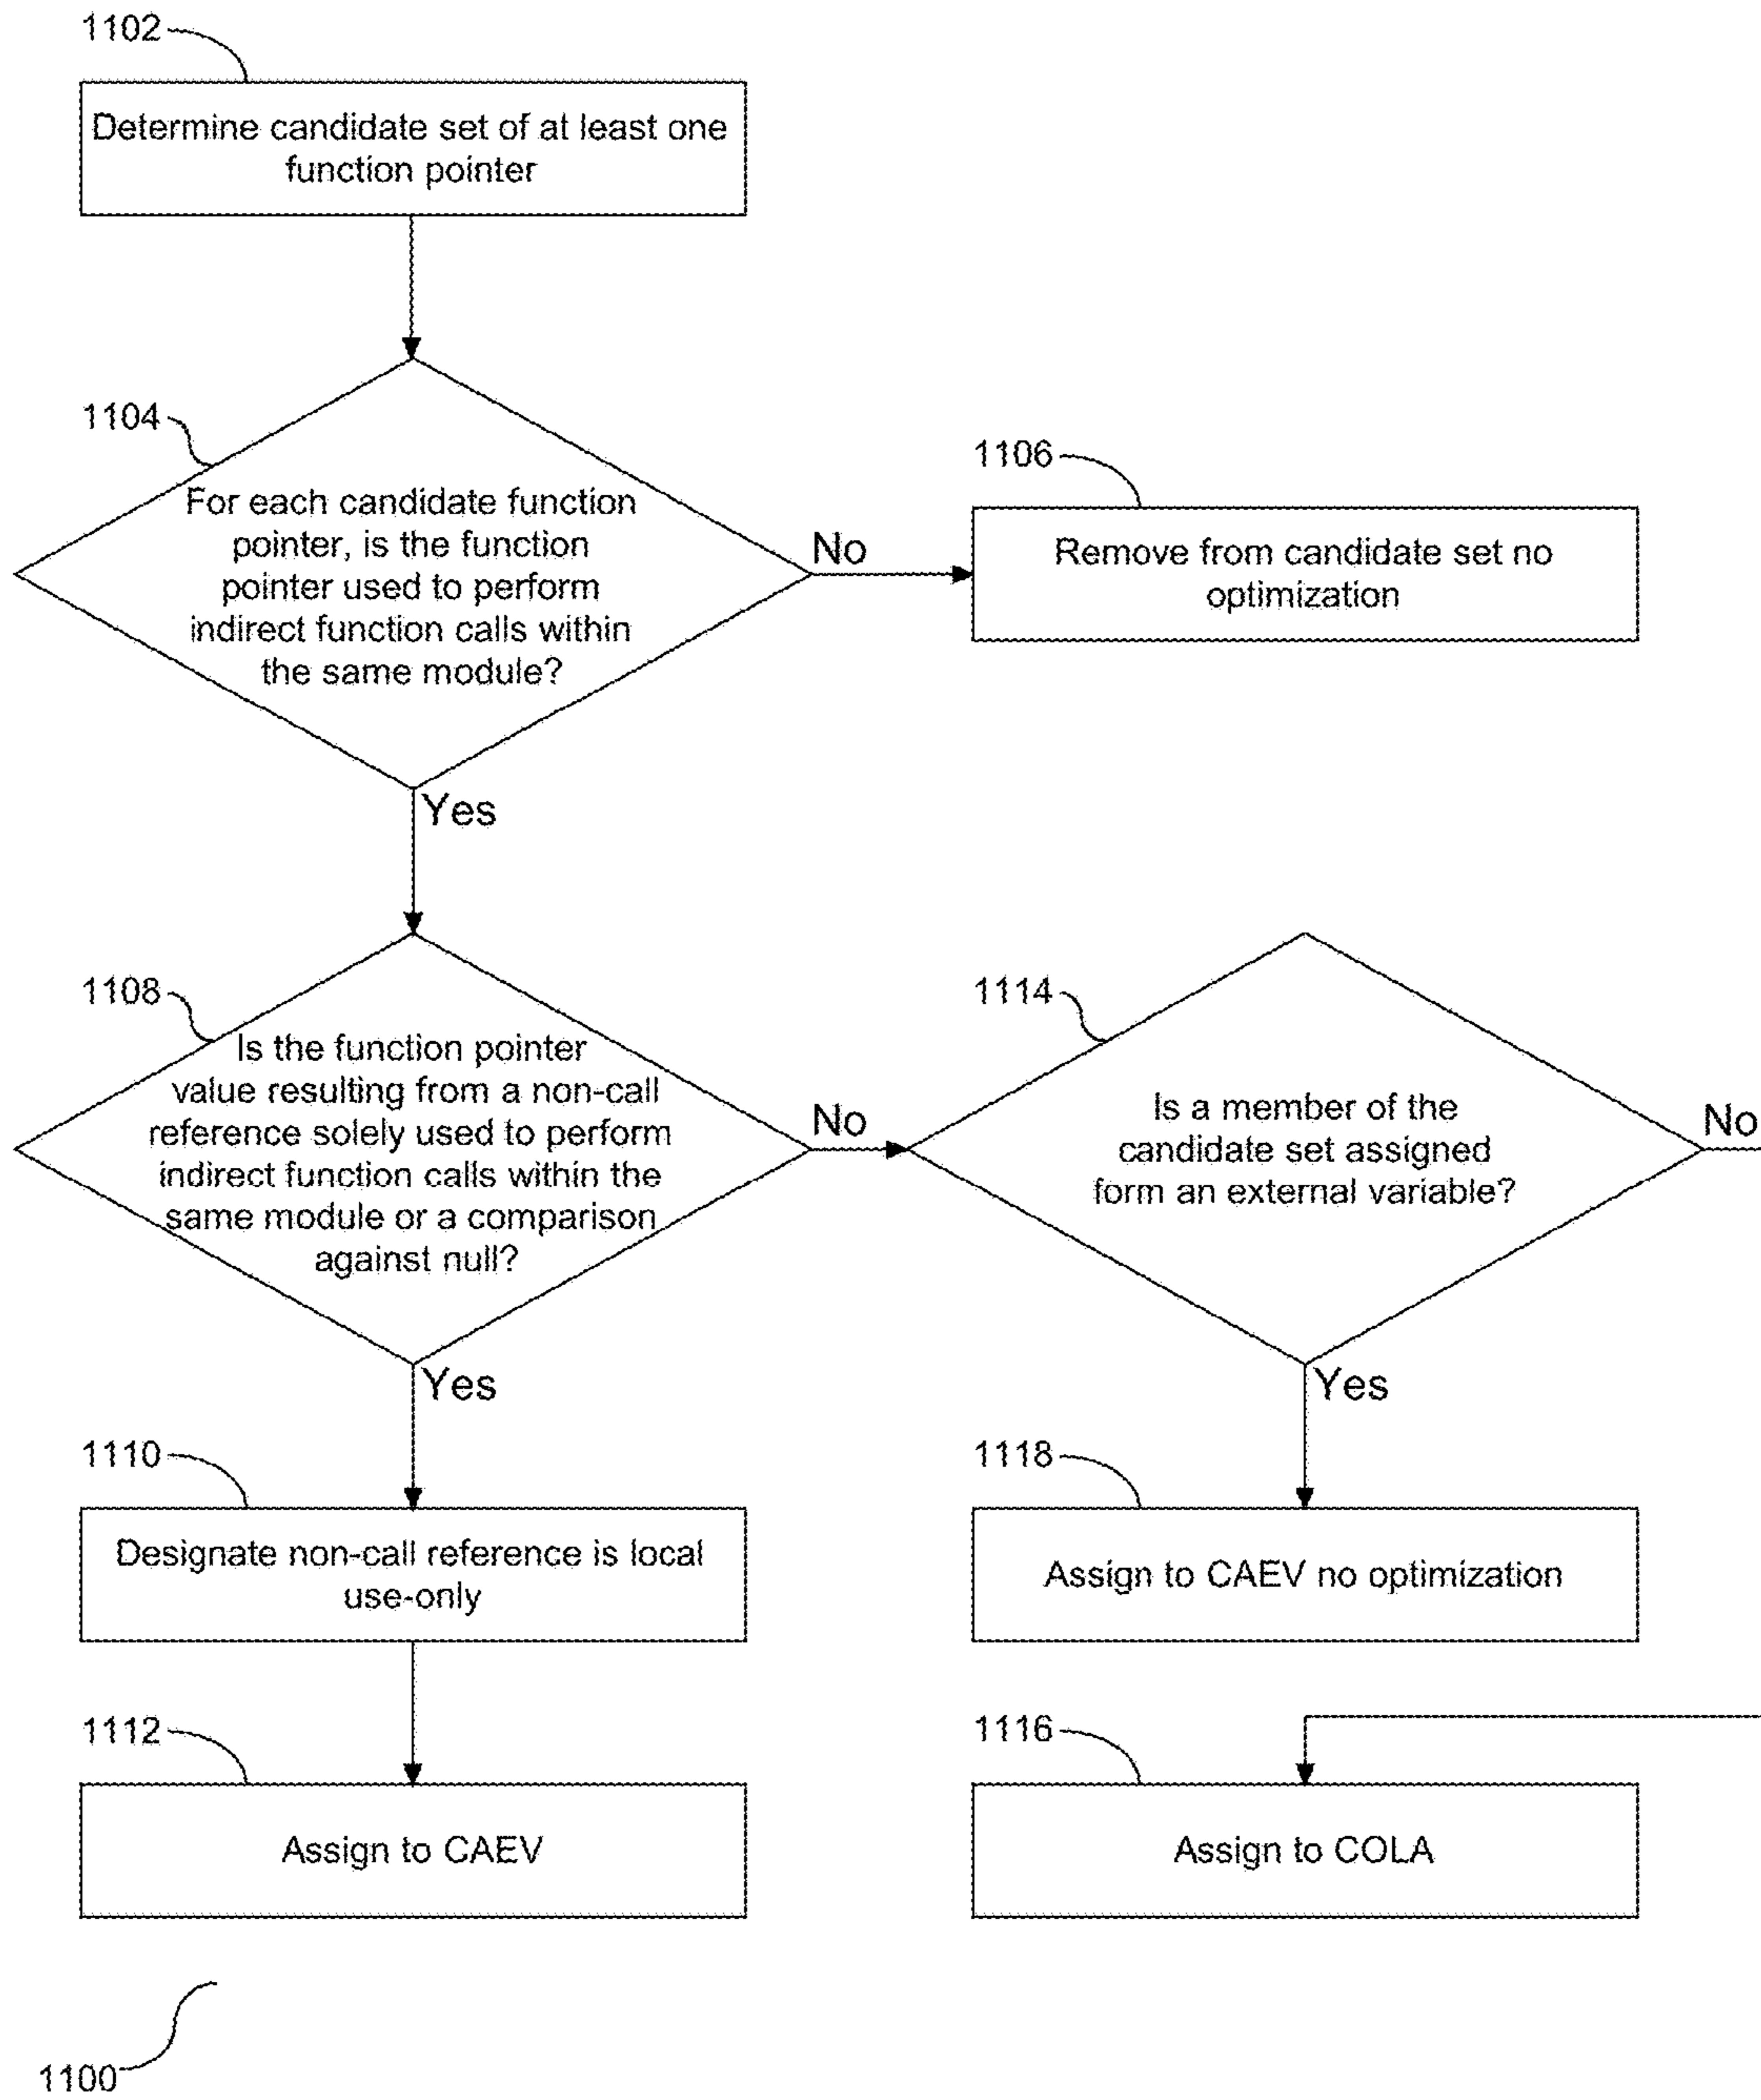 1102
Determine candidate set of at least one
function pointer
1104
For each candidate function
pointer, is the function
pointer used to perform
indirect function calls within
the same module?
No
1106
Remove from candidate set no
optimization
Yes
1108
Is the function pointer
value resulting from a non-call
reference solely used to perform
indirect function calls within the
same module or a comparison
against null?
No
1114
Is a member of the
candidate set assigned
form an external variable?
No
Yes
Yes
1110
Designate non-call reference is local
use-only
1118
Assign to CAEV no optimization
1112
Assign to CAEV
1116
Assign to COLA
1100